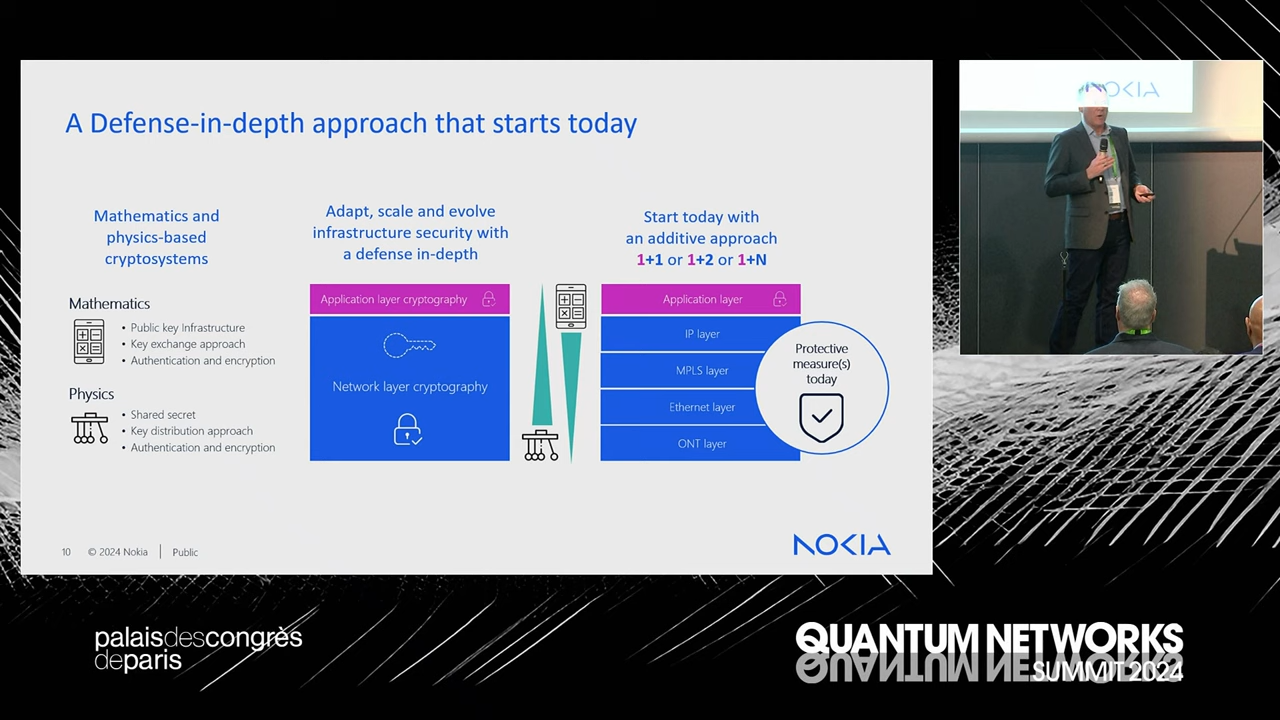 A Defense-in-depth approach that starts today
Mathematics and
physics-based
cryptosystems
Mathematics
• Public key Infrastructure
• Key exchange approach
• Authentication and encryption
Physics
• Shared secret
• Key distribution approach
• Authentication and encryption
Adapt, scale and evolve
infrastructure security with
a defense in-depth
Application layer cryptography
Network layer cryptography
Start today with
an additive approach
1+1 or 1+2 or 1+N
Application layer
IP layer
MPLS layer
Ethernet layer
ONT layer
Protective
measure(s)
today
10 © 2024 Nokia | Public
NOKIA
NOKIA
palaisdescongrès
deparis
QUANTUM NETWORKS
SUMMIT 2024